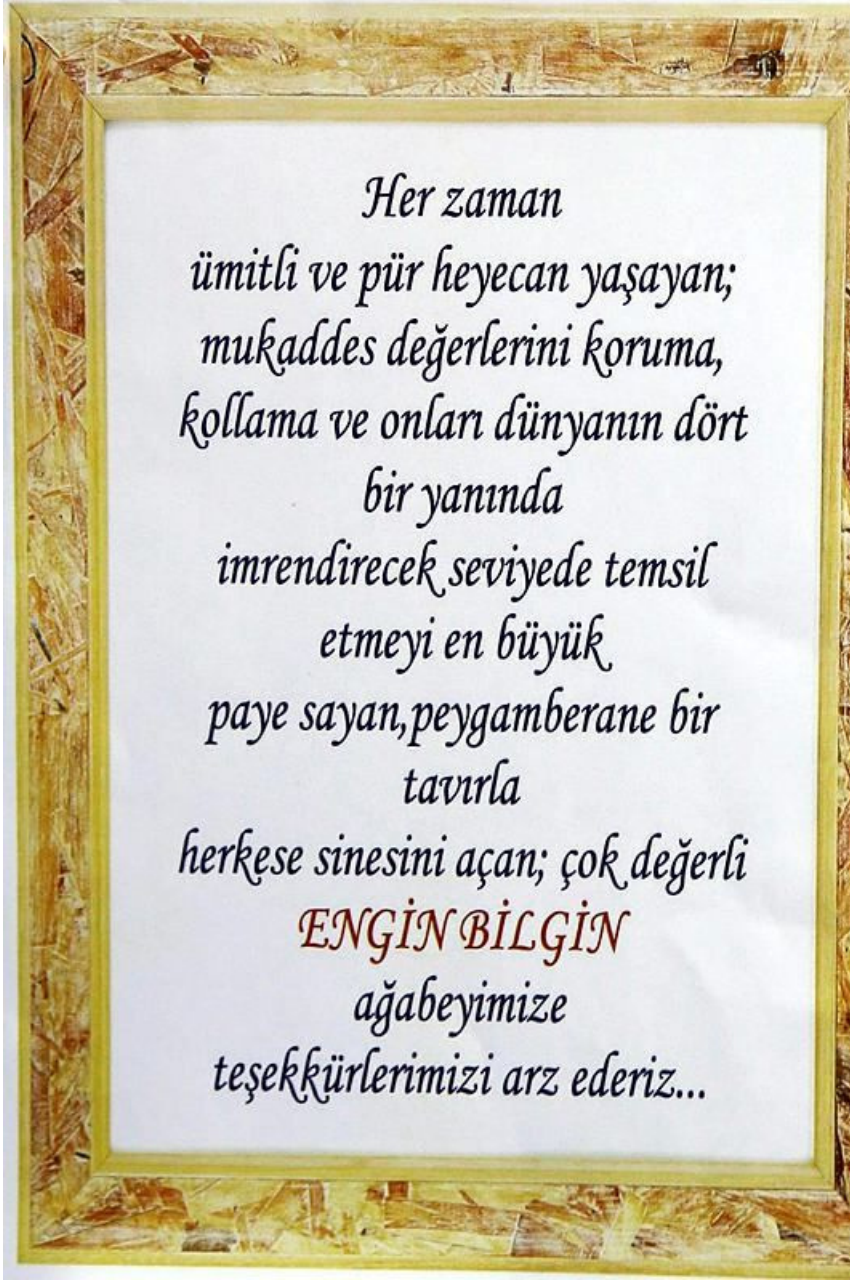 Her zaman
ümitli ve pür heyecan yaşayan;
mukaddes değerlerini koruma,
kollama ve onları dünyanın dört
bir yanında
imrendirecek seviyede temsil
etmeyi en büyük
paye sayan,peygamberane bir
tavırla
herkese sinesini açan; çok değerli
ENGİN BİLGİN
ağabeyimize
teşekkürlerimizi arz ederiz...